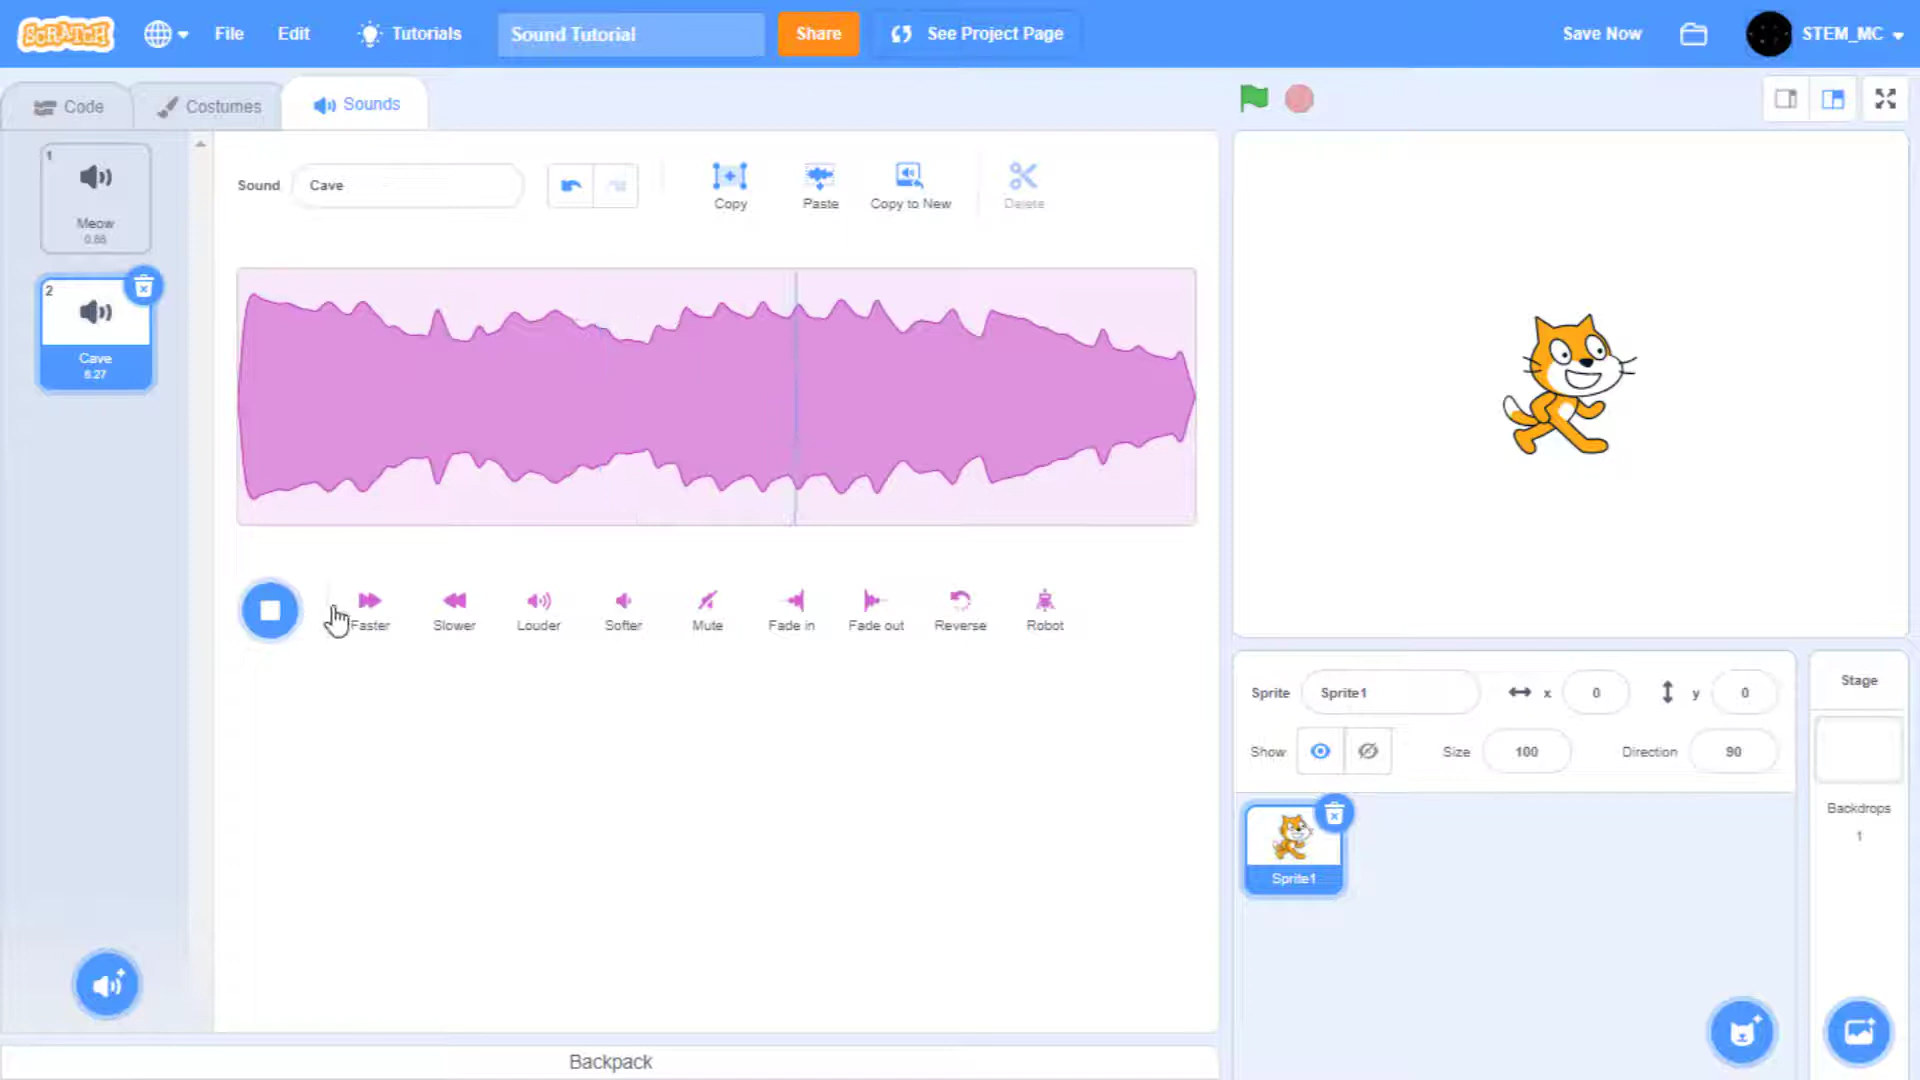 SCRATCH
File
Edit
Tutorials
Sound Tutorial
Share
See Project Page
Save Now
STEM_MC
Code
Costumes
Sounds
1
Meow
0.86
2
Cave
6.27
Sound
Cave
Copy
Paste
Copy to New
Delete
Faster
Slower
Louder
Softer
Mute
Fade in
Fade out
Reverse
Robot
Sprite
Sprite1
x
0
y
0
Show
Size
100
Direction
90
Sprite1
Stage
Backdrops
1
Backpack